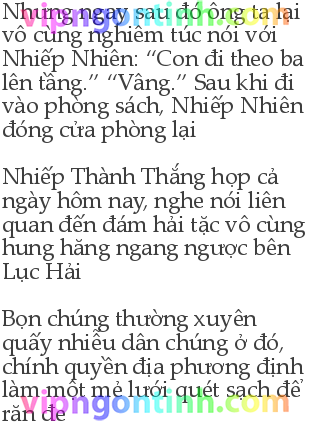 Nhưng ngay sau đó ông ta lại
vô cùng nghiêm túc nói với
Nhiếp Nhiên: “Con đi theo ba
lên tầng.” “Vâng.” Sau khi đi
vào phòng sách, Nhiếp Nhiên
đóng cửa phòng lại
Nhiếp Thành Thắng họp cả
ngày hôm nay, nghe nói liên
quan đến đám hải tặc vô cùng
hung hăng ngang ngược bên
Lục Hải
Bọn chúng thường xuyên
quấy nhiễu dân chúng ở đó,
chính quyền địa phương định
làm một mẻ lưới quét sạch để
răn đe
vipngontinh.com
vipngontinh.com